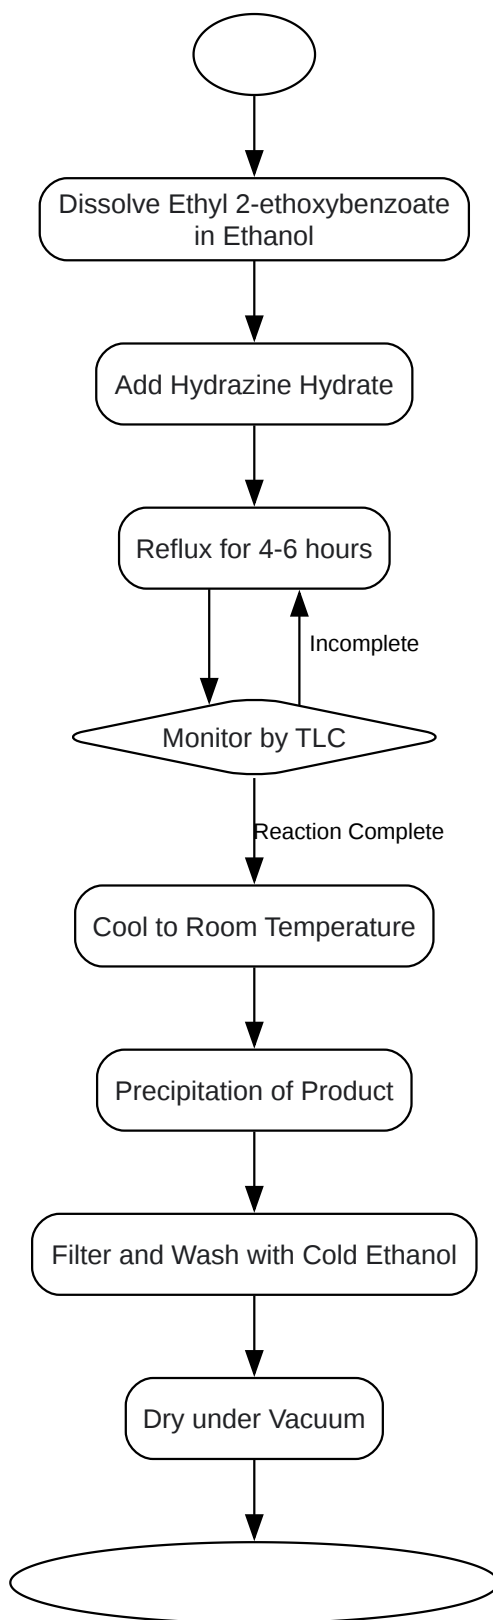 Dissolve Ethyl 2-ethoxybenzoate
in Ethanol
Add Hydrazine Hydrate
Reflux for 4-6 hours
Incomplete
Monitor by TLC
Reaction Complete
Cool to Room Temperature
Precipitation of Product
Filter and Wash with Cold Ethanol
Dry under Vacuum